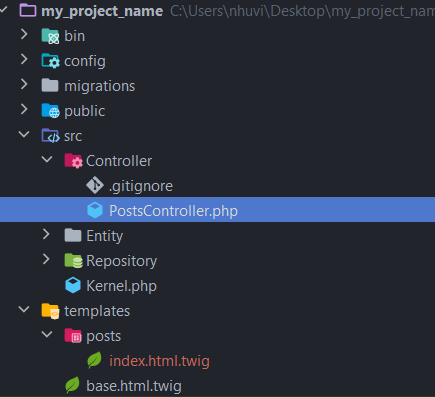 my_project_name C:\Users\nhuvi\Desktop\my_project_nam
bin
config
migrations
public
src
Controller
.gitignore
PostsController.php
Entity
Repository
Kernel.php
templates
posts
index.html.twig
base.html.twig